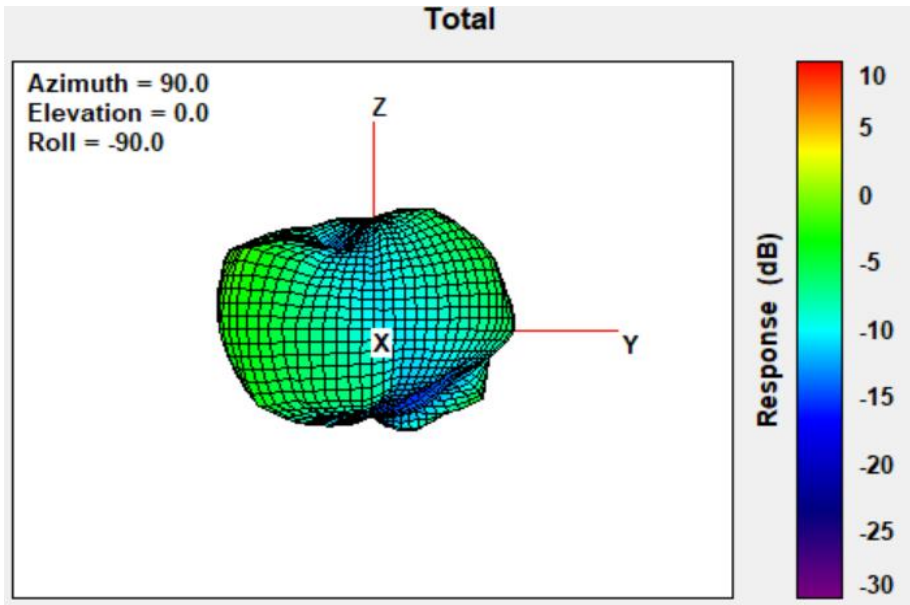 Total
Azimuth = 90.0
Elevation = 0.0
Roll = -90.0
Z
X
Y
Response (dB)
10
5
0
-5
-10
-15
-20
-25
-30